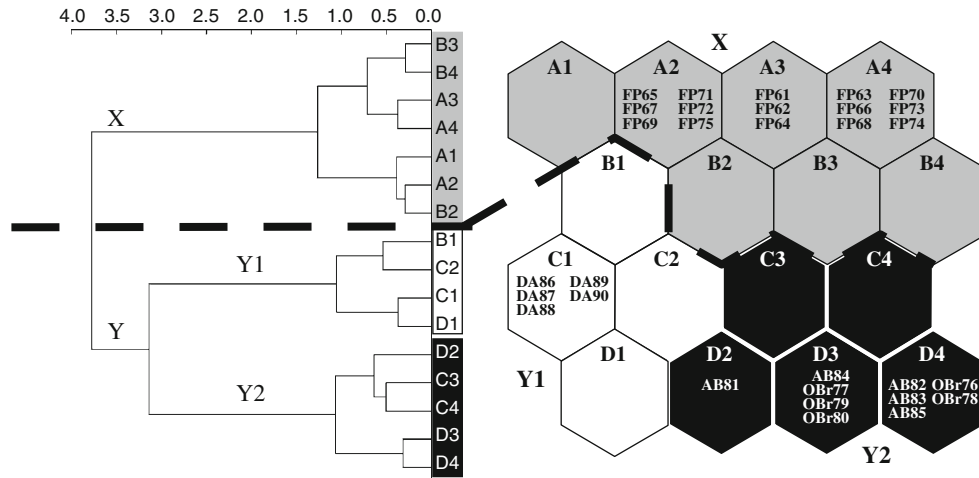 4.0 3.5 3.0 2.5 2.0 1.5 1.0 0.5 0.0
B3
B4
A3
A4
A1
A2
B2
B1
C2
C1
D1
D2
C3
C4
D3
D4
X
Y1
Y
Y2
X
A1 A2 A3 A4
FP65 FP71
FP67 FP72
FP69 FP75
FP61
FP62
FP64
FP63 FP70
FP66 FP73
FP68 FP74
B1 B2 B3 B4
C1 C2 C3 C4
DA86 DA89
DA87 DA90
DA88
Y1 D1 D2 D3 D4
AB81
AB84
OBr77
OBr79
OBr80
AB82 OBr76
AB83 OBr78
AB85
Y2